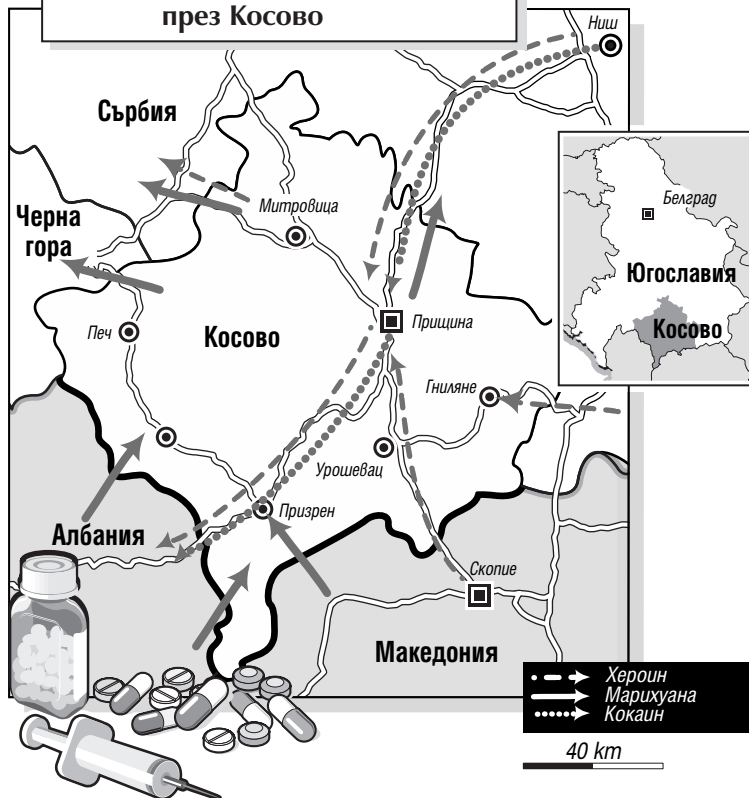 през Косово
Ниш
Сърбия
Белград
Митровица
Черна
гора
Югославия
Косово
Прищина
Печ
Косово
Гниляне
Урошевац
Призрен
Албания
Скопие
Македония
Хероин
Марихуана
Кокаин
40 km